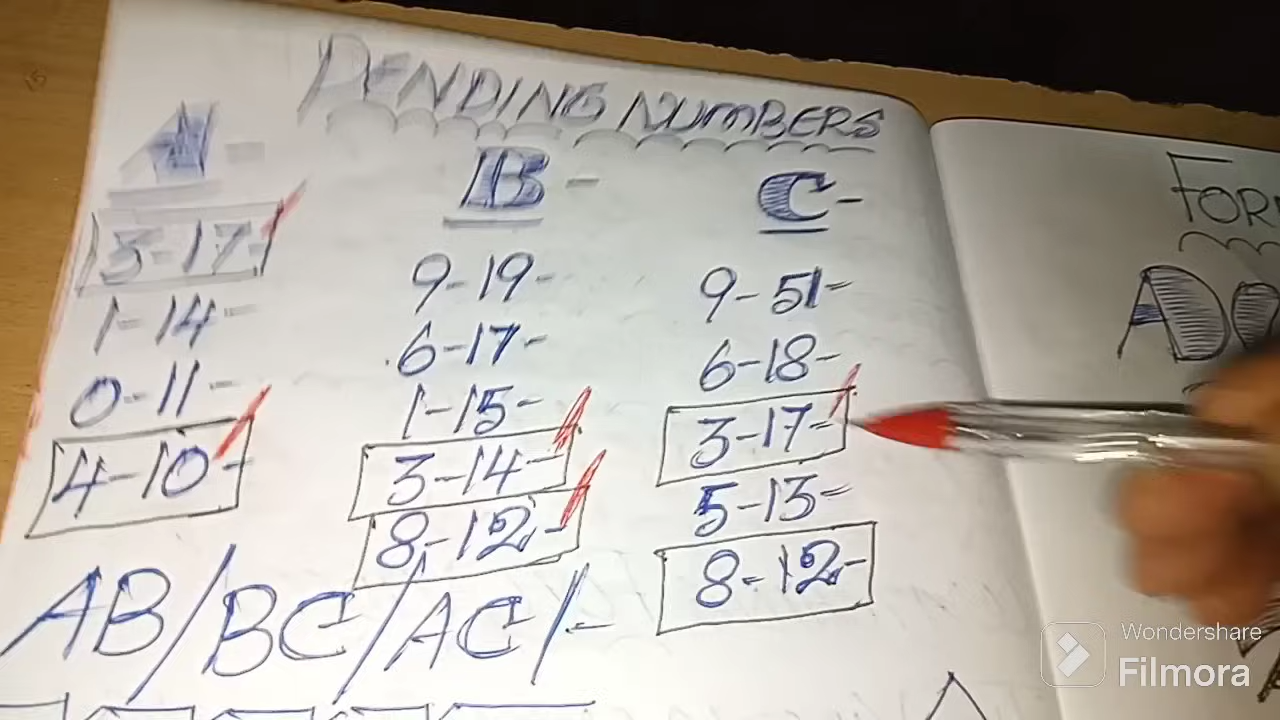 PENDING NUMBERS
A -
3-17-
1-14-
0-11-
4-10-
B -
9-19-
6-17-
1-15-
3-14-
8-12-
C -
9-51-
6-18-
3-17-
5-13-
8-12-
AB/BC/AC/-
Wondershare
Filmora